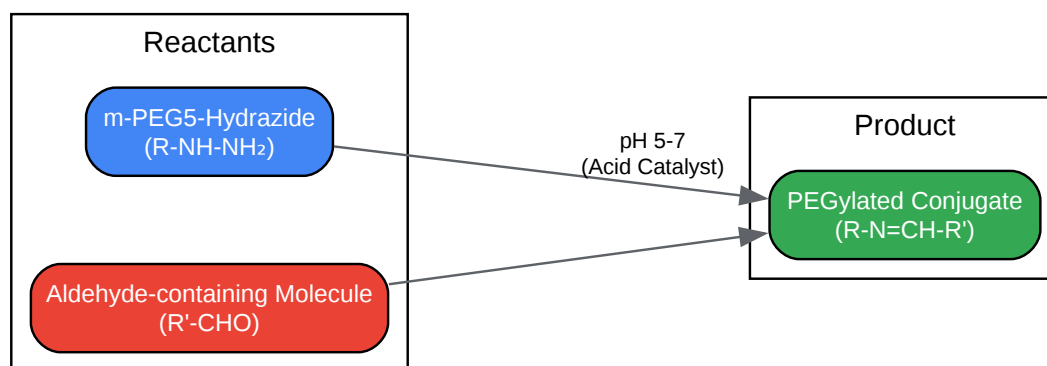 Reactants
m-PEG5-Hydrazide
(R-NH-NH₂)
Aldehyde-containing Molecule
(R'-CHO)
pH 5-7
(Acid Catalyst)
Product
PEGylated Conjugate
(R-N=CH-R')